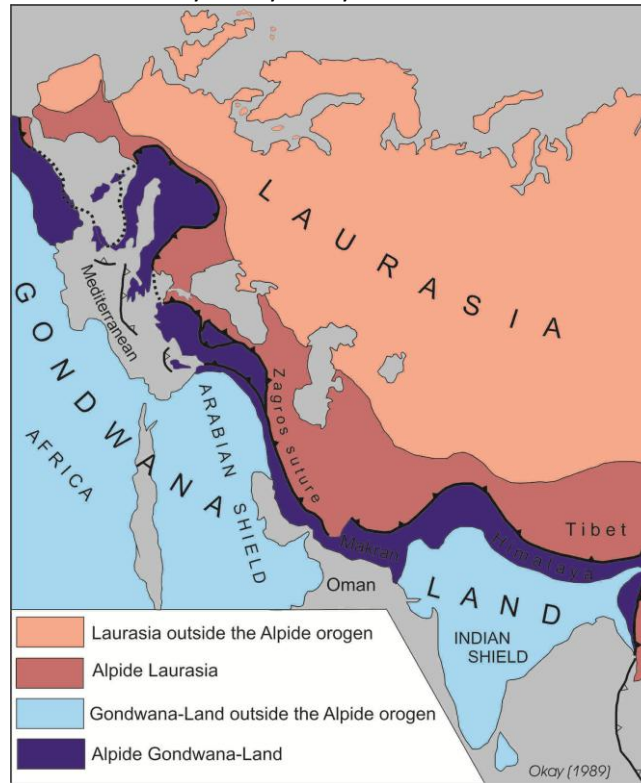 LAURASIA
Mediterranean
GONDWANA
AFRICA
ARABIAN
SHIELD
Zagros suture
Tibet
Himalaya
Makran
Oman
LAND
INDIAN
SHIELD
Laurasia outside the Alpide orogen
Alpide Laurasia
Gondwana-Land outside the Alpide orogen
Alpide Gondwana-Land
Okay (1989)